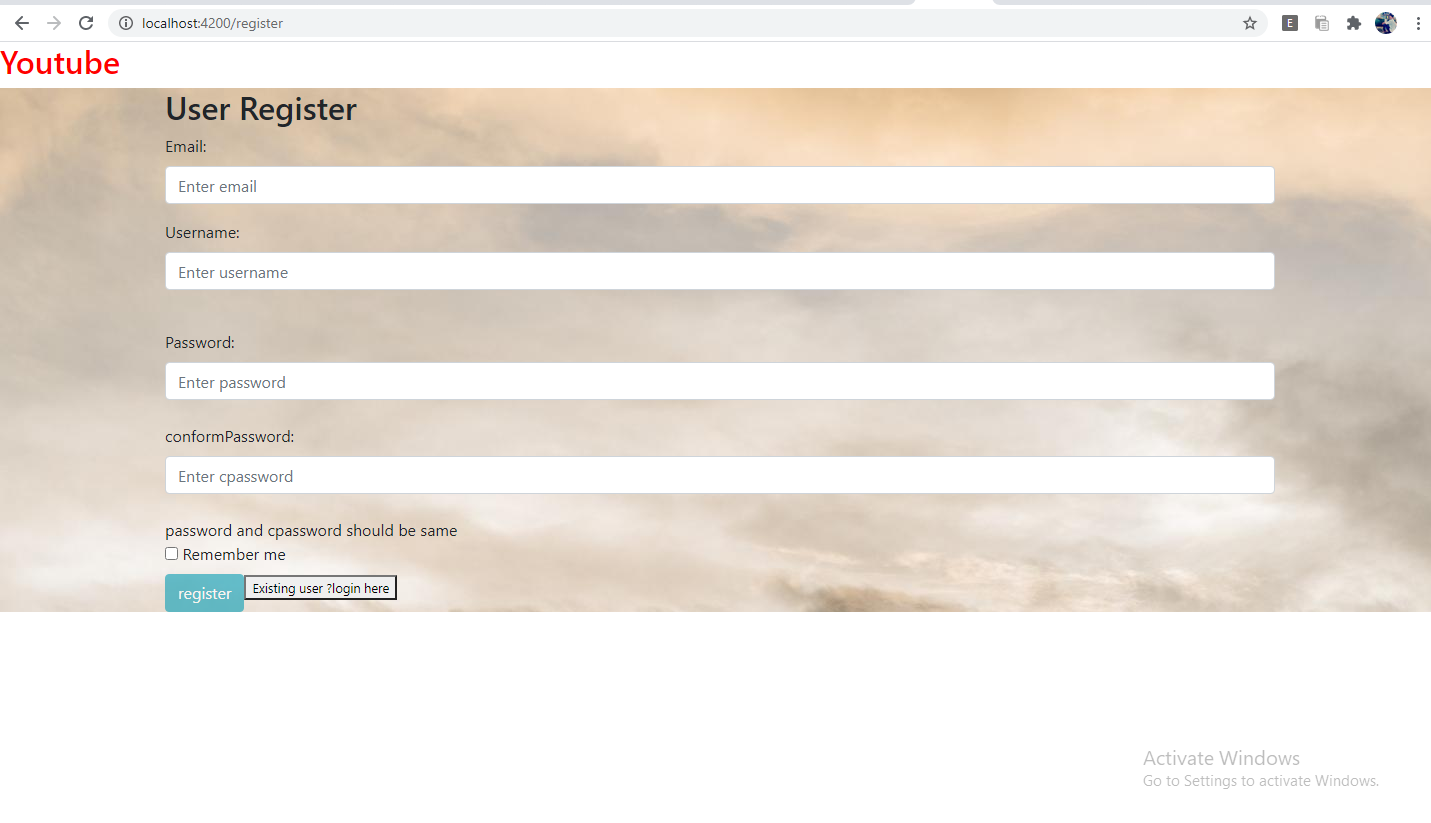 localhost:4200/register
E
Youtube
User Register
Email:
Enter email
Username:
Enter username
Password:
Enter password
conformPassword:
Enter cpassword
password and cpassword should be same
Remember me
register
Existing user ?login here
Activate Windows
Go to Settings to activate Windows.